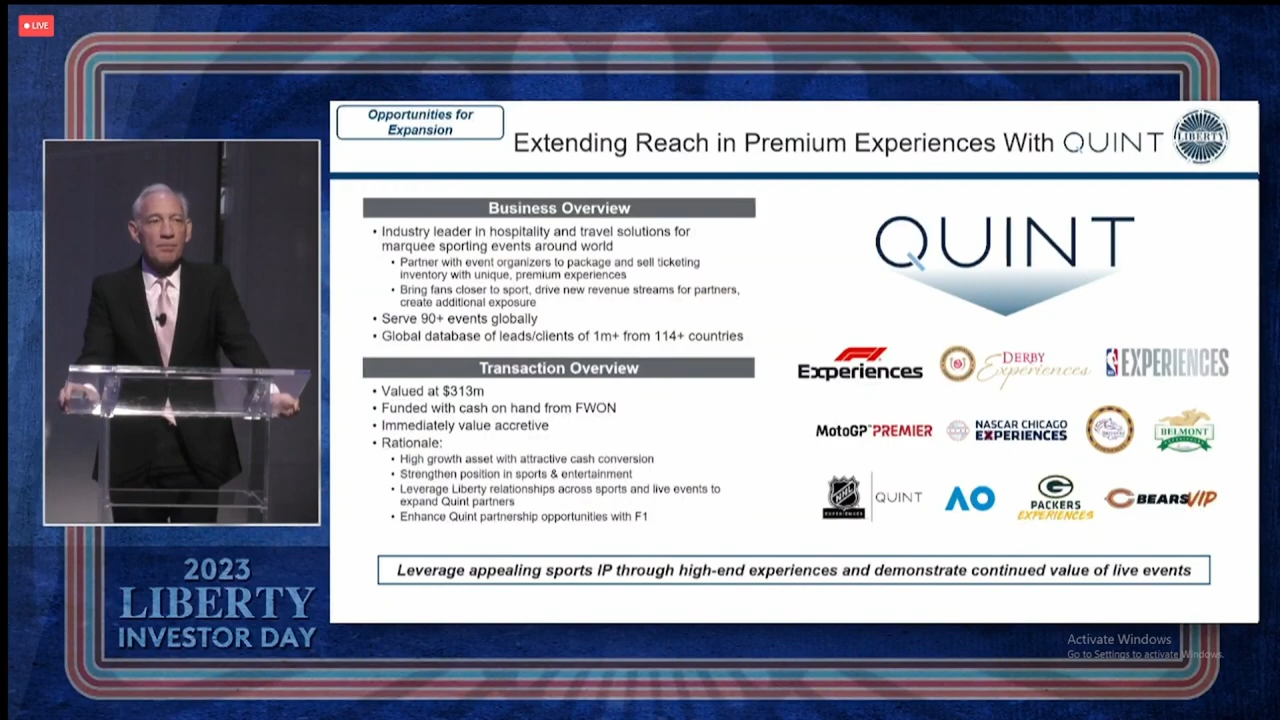 LIVE
Opportunities for
Expansion
Extending Reach in Premium Experiences With QUINT
LIBERTY
Business Overview
• Industry leader in hospitality and travel solutions for
marquee sporting events around world
• Partner with event organizers to package and sell ticketing
inventory with unique, premium experiences
• Bring fans closer to sport, drive new revenue streams for partners,
create additional exposure
• Serve 90+ events globally
• Global database of leads/clients of 1m+ from 114+ countries
Transaction Overview
• Valued at $313m
• Funded with cash on hand from FWON
• Immediately value accretive
• Rationale:
• High growth asset with attractive cash conversion
• Strengthen position in sports & entertainment
• Leverage Liberty relationships across sports and live events to
expand Quint partners
• Enhance Quint partnership opportunities with F1
QUINT
F1 Experiences
DERBY Experiences
EXPERIENCES
MotoGP™PREMIER
NASCAR CHICAGO
EXPERIENCES
BELMONT
NHL
EXPERIENCES
QUINT
AO
G
PACKERS
EXPERIENCES
BEARSVIP
Leverage appealing sports IP through high-end experiences and demonstrate continued value of live events
2023
LIBERTY
INVESTOR DAY
Activate Windows
Go to Settings to activate Windows.